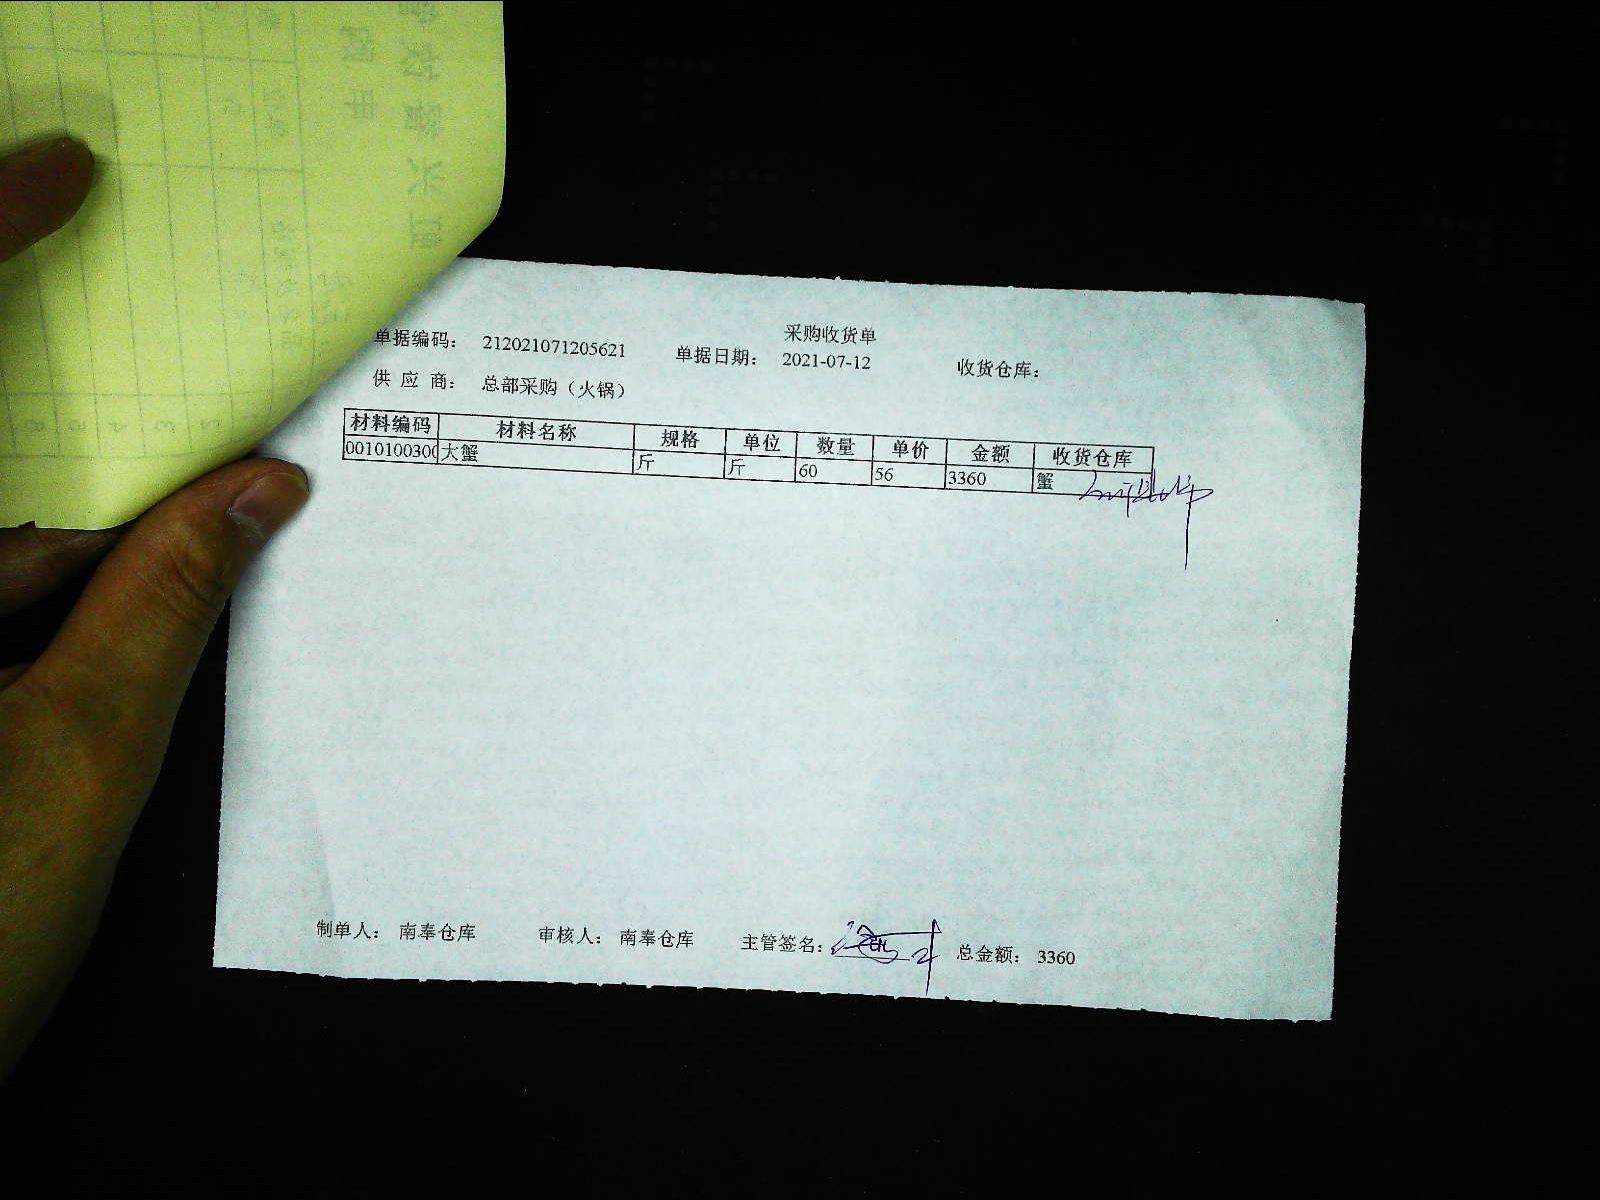 采购收货单
单据编码： 212021071205621 单据日期： 2021-07-12 收货仓库：
供 应 商： 总部采购（火锅）
材料编码 材料名称 规格 单位 数量 单价 金额 收货仓库
0010100300 大蟹 斤 斤 60 56 3360 蟹
制单人： 南奉仓库 审核人： 南奉仓库 主管签名： 总金额： 3360